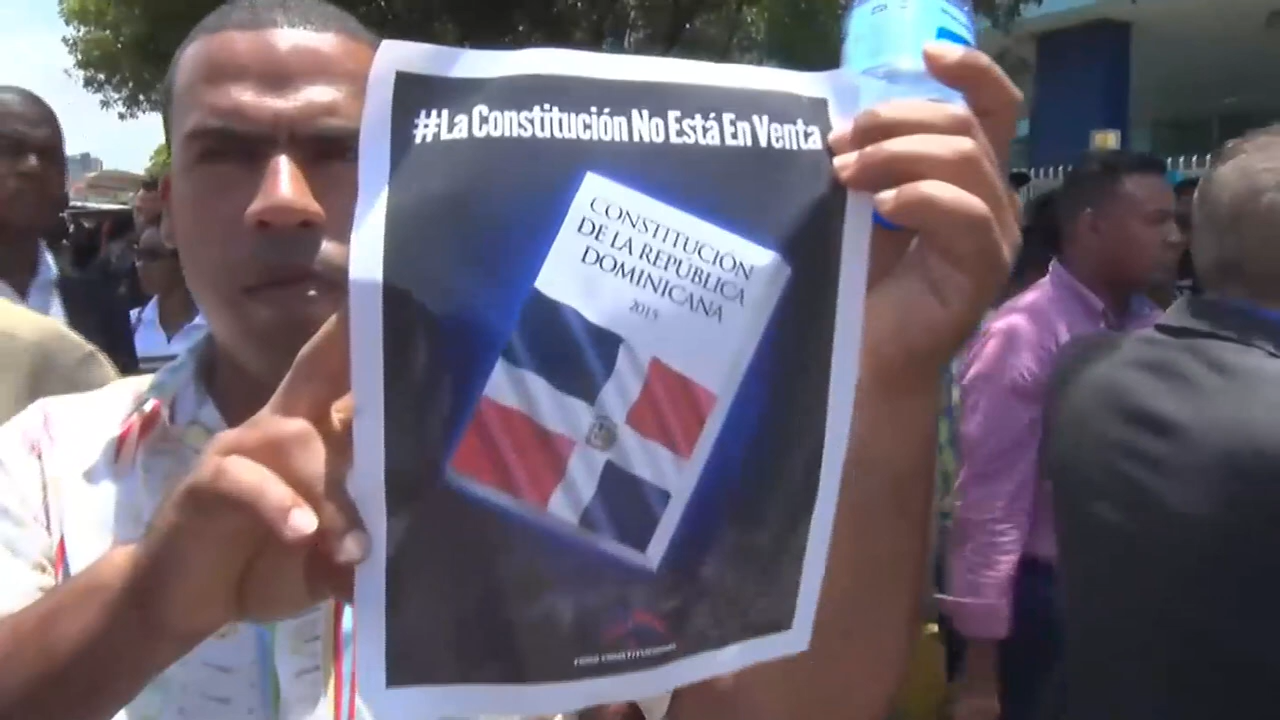 #La Constitución No Está En Venta
CONSTITUCIÓN
DE LA REPÚBLICA
DOMINICANA
2015